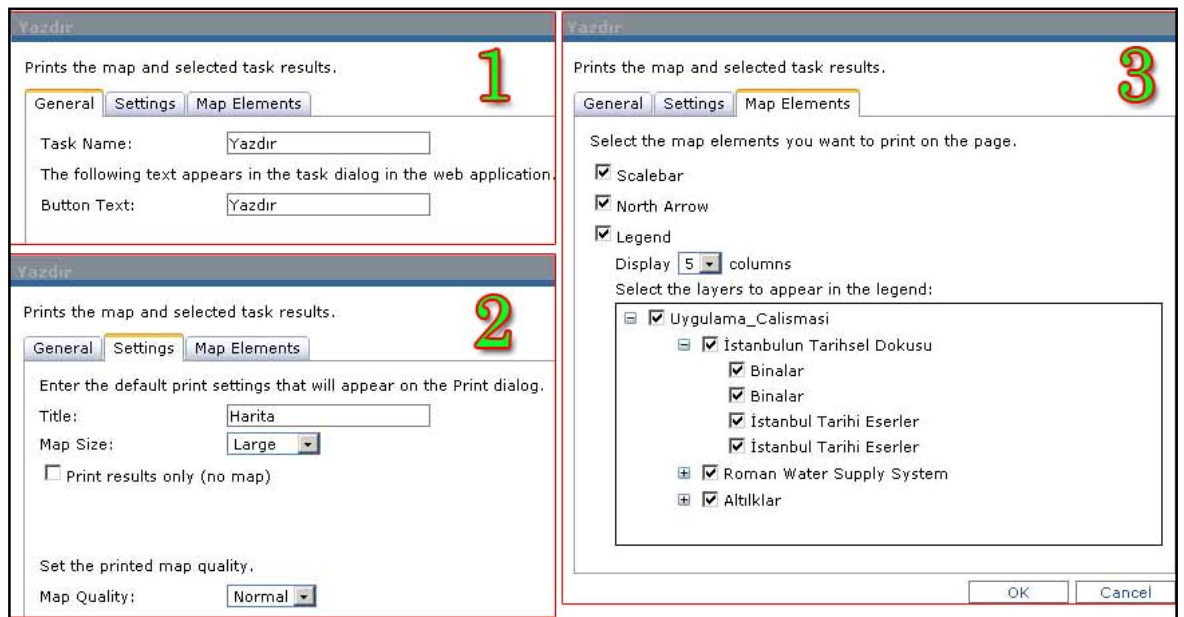 Yazdır
Prints the map and selected task results.
1
General Settings Map Elements
Task Name: Yazdır
The following text appears in the task dialog in the web application.
Button Text: Yazdır
Yazdır
Prints the map and selected task results.
2
General Settings Map Elements
Enter the default print settings that will appear on the Print dialog.
Title: Harita
Map Size: Large
Print results only (no map)
Set the printed map quality.
Map Quality: Normal
Yazdır
Prints the map and selected task results.
3
General Settings Map Elements
Select the map elements you want to print on the page.
Scalebar
North Arrow
Legend
Display 5 columns
Select the layers to appear in the legend:
Uygulama_Calismasi
İstanbulun Tarihsel Dokusu
Binalar
Binalar
İstanbul Tarihi Eserler
İstanbul Tarihi Eserler
Roman Water Supply System
Altılklar
OK Cancel